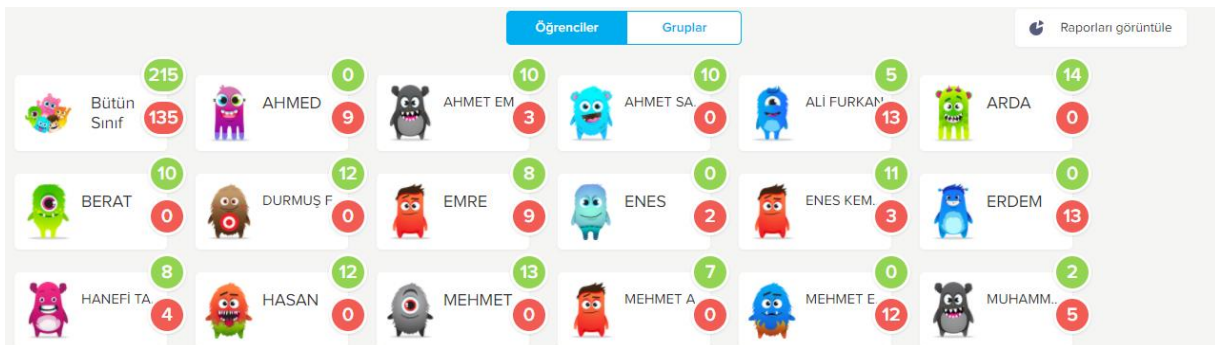 Öğrenciler Gruplar Raporları görüntüle
215 0 10 10 5 14
Bütün Sınıf AHMED AHMET EM AHMET SA. ALİ FURKAN ARDA
135 9 3 0 13 0
10 12 8 0 11 0
BERAT DURMUŞ F EMRE ENES ENES KEM. ERDEM
0 0 9 2 3 13
8 12 13 7 0 2
HANEFİ TA. HASAN MEHMET MEHMET A MEHMET E. MUHAMM..
4 0 0 0 12 5